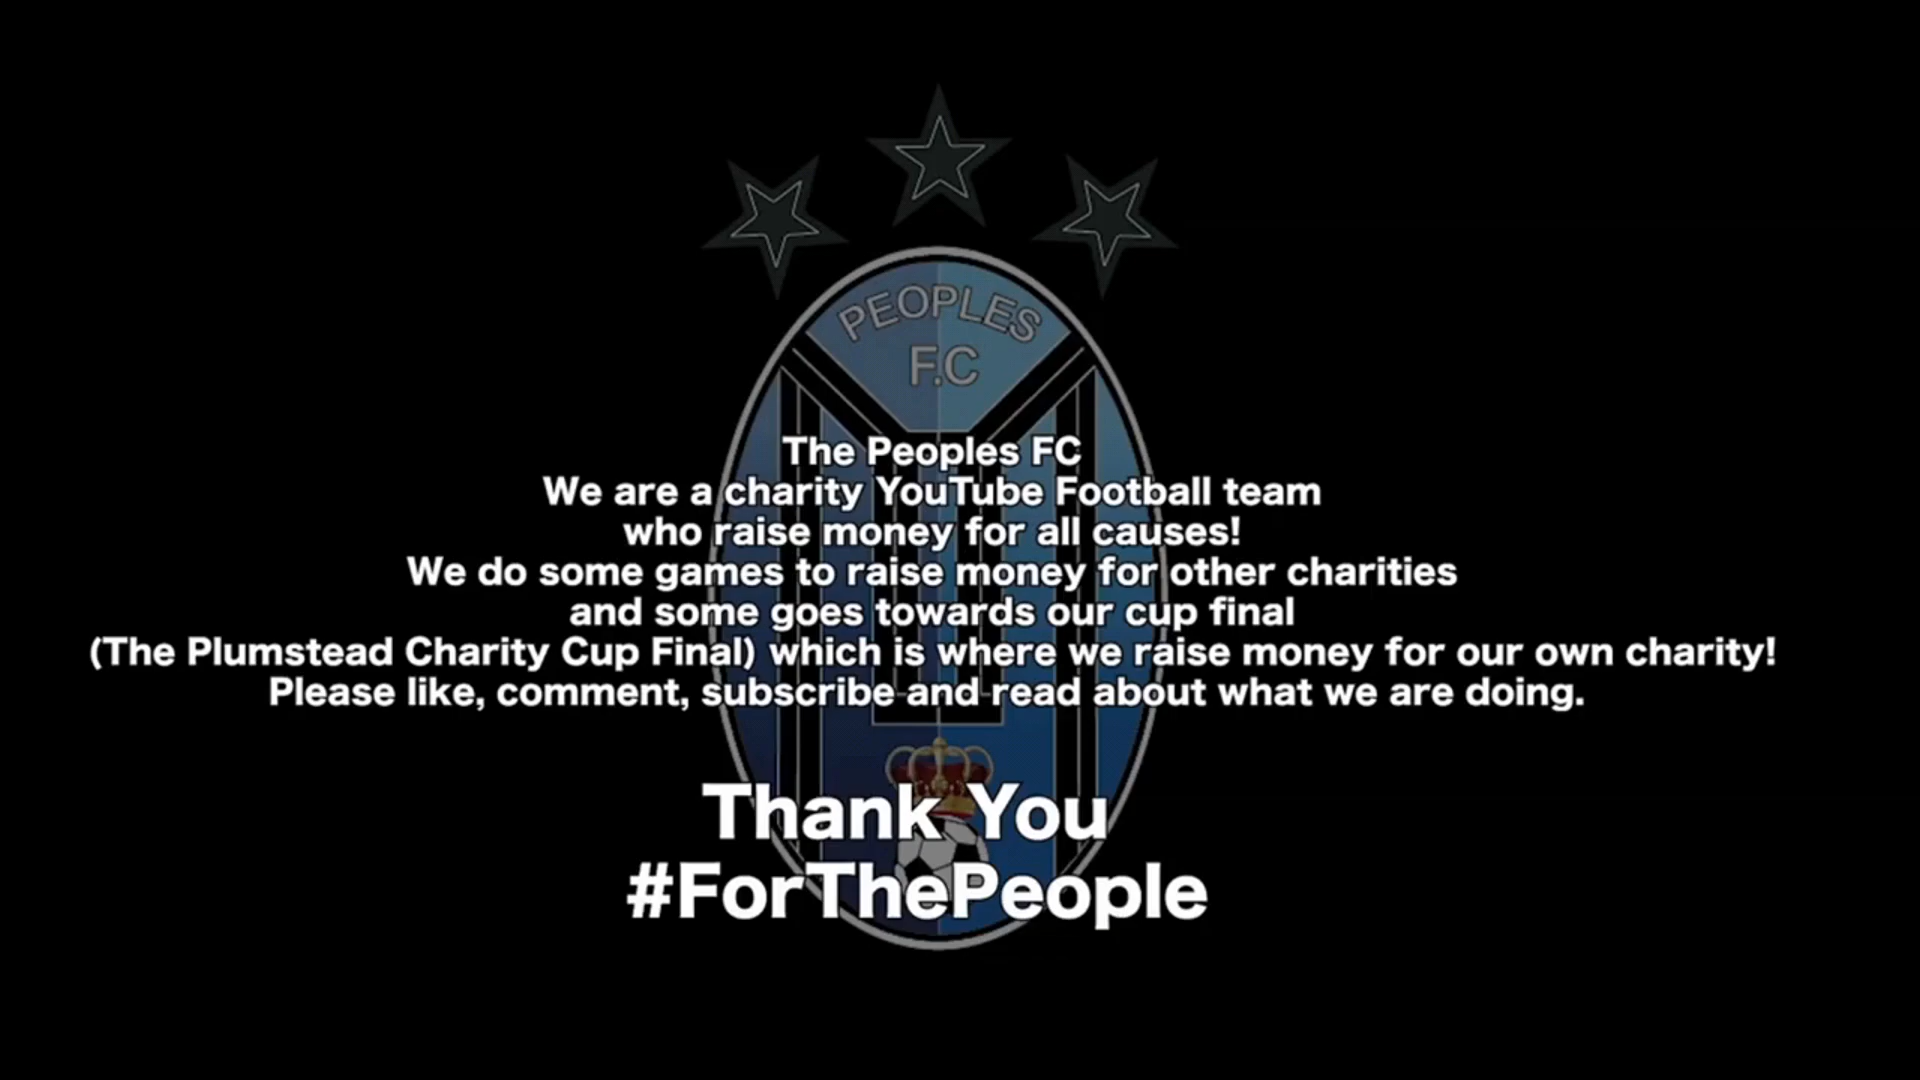 PEOPLES
F.C
The Peoples FC
We are a charity YouTube Football team
who raise money for all causes!
We do some games to raise money for other charities
and some goes towards our cup final
(The Plumstead Charity Cup Final) which is where we raise money for our own charity!
Please like, comment, subscribe and read about what we are doing.
Thank You
#ForThePeople